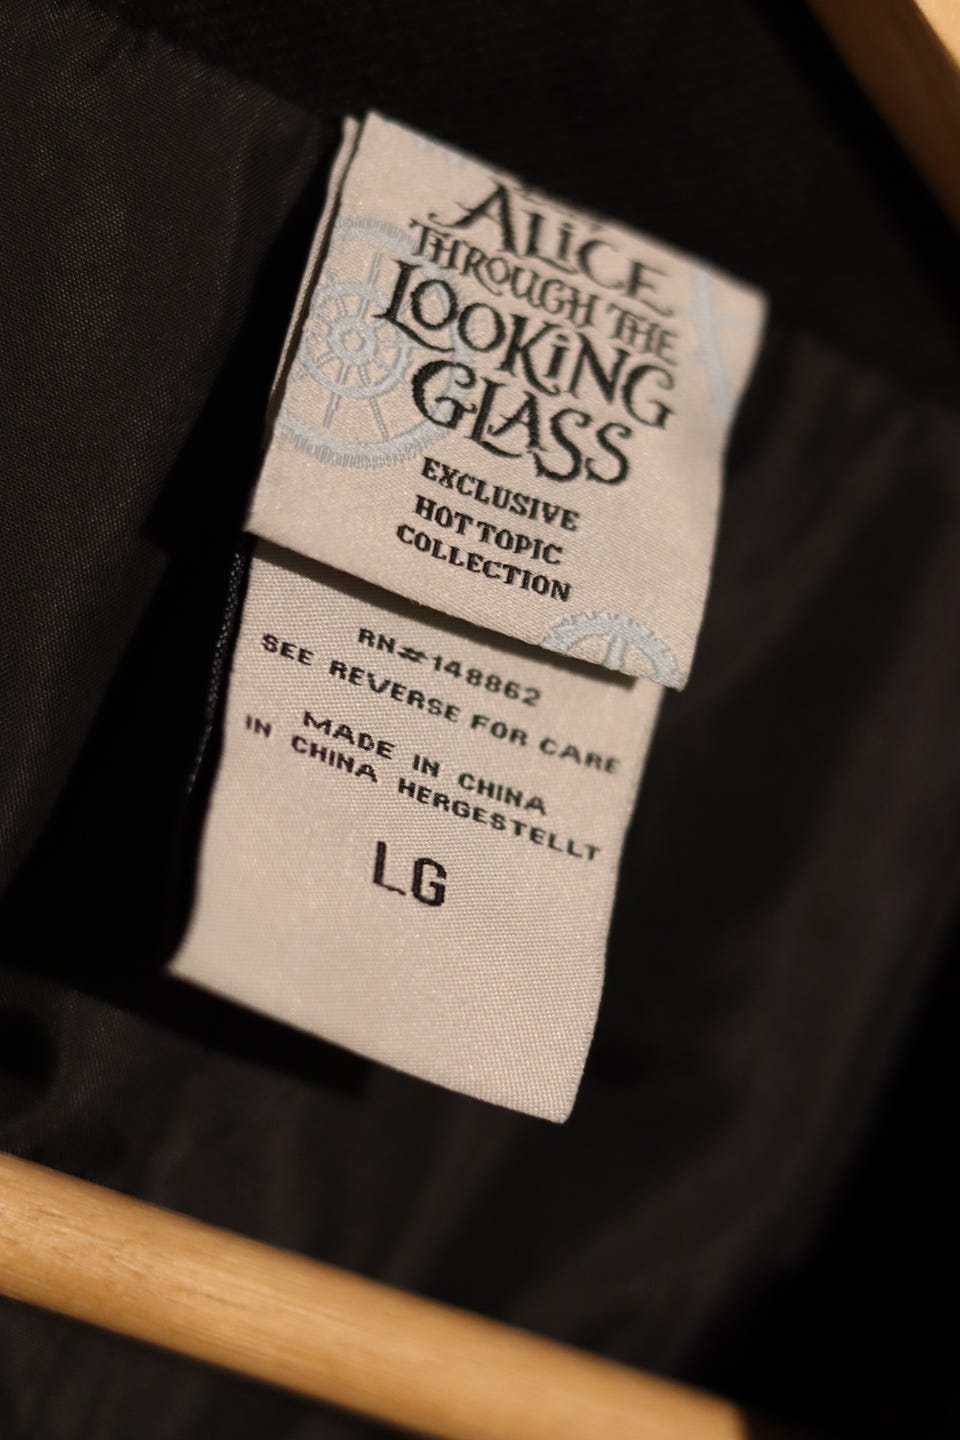 ALiCE
THROUGH THE
LOOKiNG
GLASS
EXCLUSIVE
HOT TOPIC
COLLECTION
RN#148862
SEE REVERSE FOR CARE
MADE IN CHINA
IN CHINA HERGESTELLT
LG